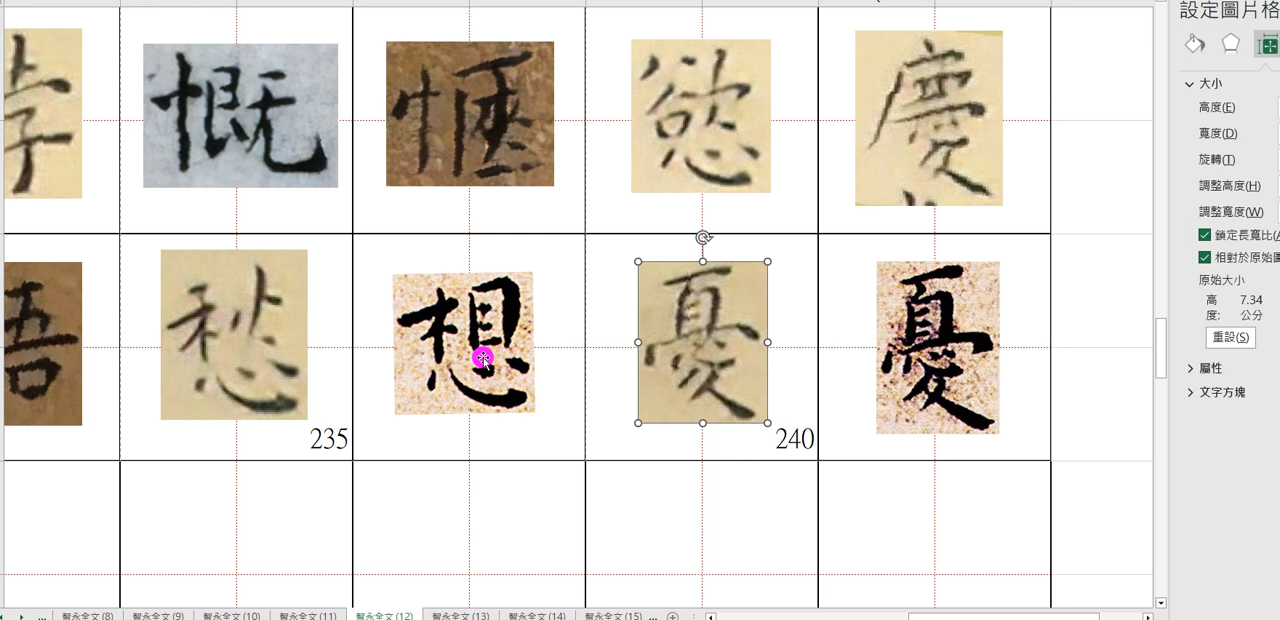 設定圖片格
大小
高度(E)
寬度(D)
旋轉(T)
調整高度(H)
調整寬度(W)
鎖定長寬比(A
相對於原始圖
原始大小
高度: 7.34 公分
重設(S)
屬性
文字方塊
慨 愜 慾 慶
悟 愁 想 憂 憂
235 240
智永全文 (8) 智永全文 (9) 智永全文 (10) 智永全文 (11) 智永全文 (12) 智永全文 (13) 智永全文 (14) 智永全文 (15) ...